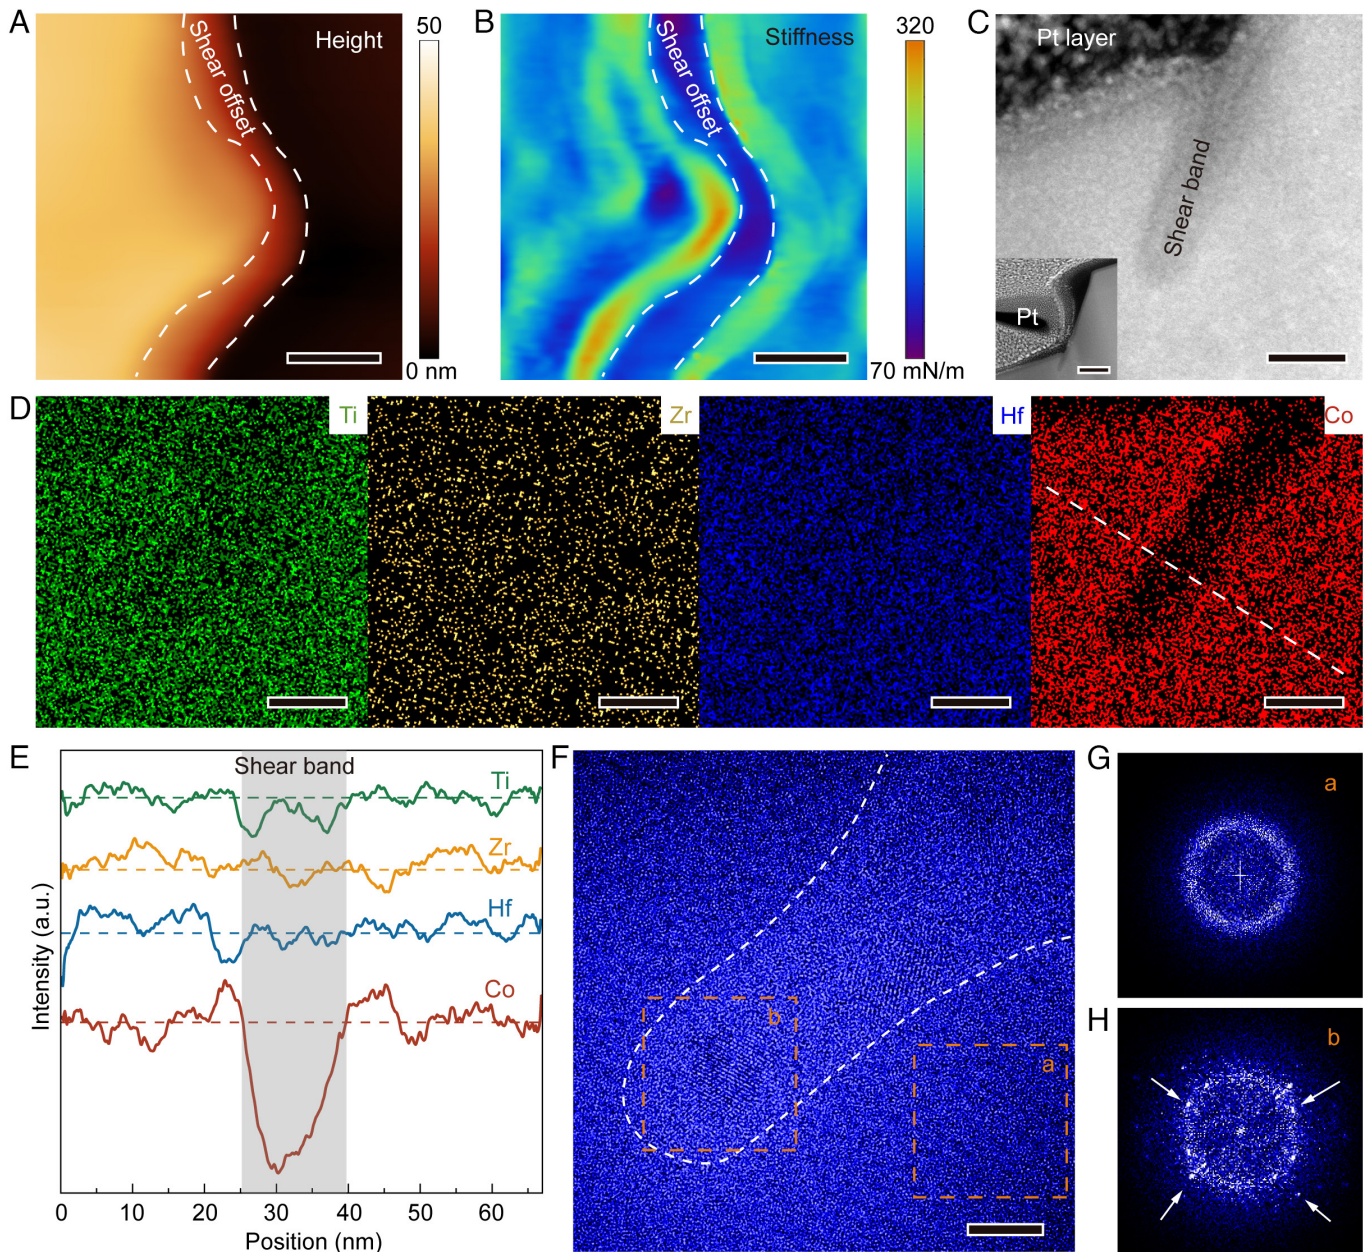 A
Height
Shear offset
50
0 nm
B
Stiffness
Shear offset
320
70 mN/m
C
Pt layer
Shear band
Pt
D
Ti
Zr
Hf
Co
E
Shear band
Ti
Zr
Hf
Co
Intensity (a.u.)
0 10 20 30 40 50 60
Position (nm)
F
b
a
G
a
H
b